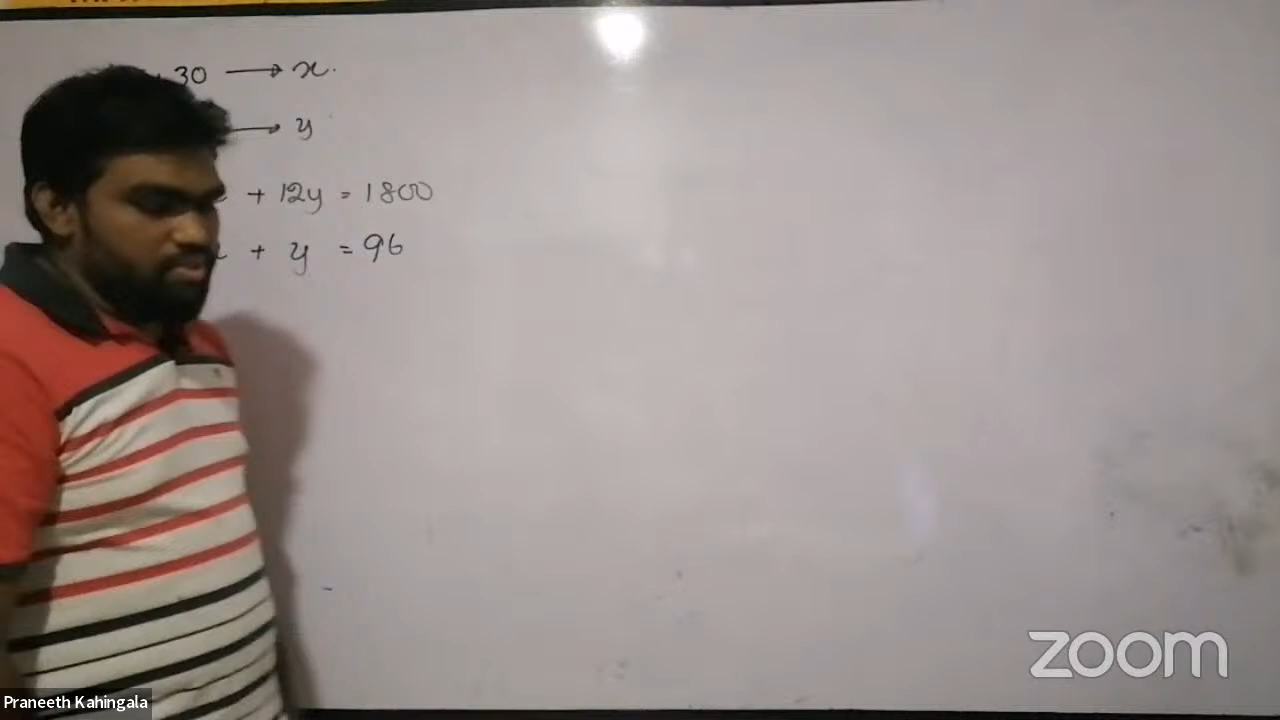 30 → x.
→ y
+ 12y = 1800
+ y = 96
zoom
Praneeth Kahingala